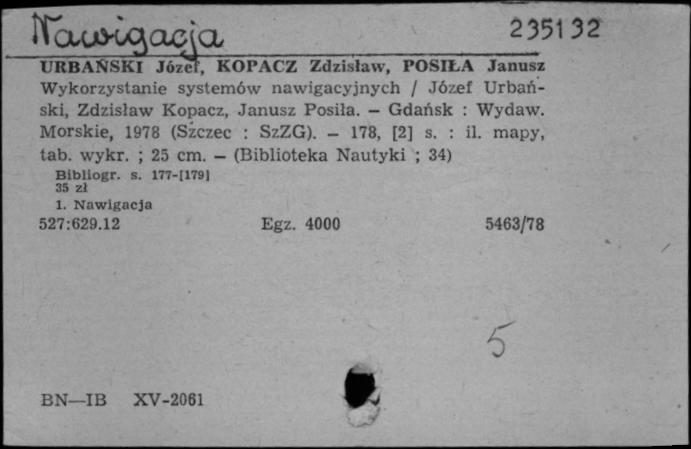 Nawigacja 235132
URBAŃSKI Józef, KOPACZ Zdzisław, POSIŁA Janusz
Wykorzystanie systemów nawigacyjnych / Józef Urbań-
ski, Zdzisław Kopacz, Janusz Posiła. — Gdańsk : Wydaw.
Morskie, 1978 (Szczec : SzZG). — 178, [2] s. : il. mapy,
tab. wykr. ; 25 cm. — (Biblioteka Nautyki ; 34)
Bibliogr. s. 177-[179]
35 zł
1. Nawigacja
527:629.12 Egz. 4000 5463/78
5
BN—IB XV-2061